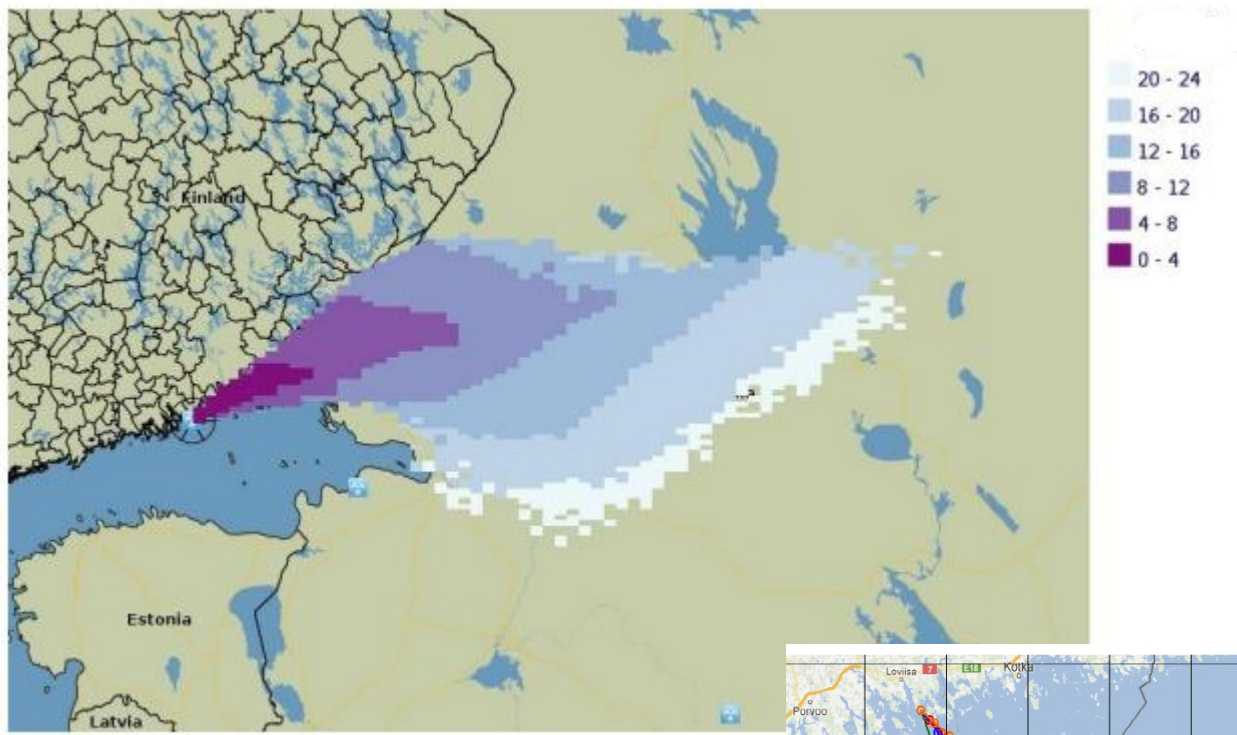 20 - 24
16 - 20
12 - 16
8 - 12
4 - 8
0 - 4
Finland
Estonia
Latvia
Loviisa
7
E18
Kotka
Porvoo